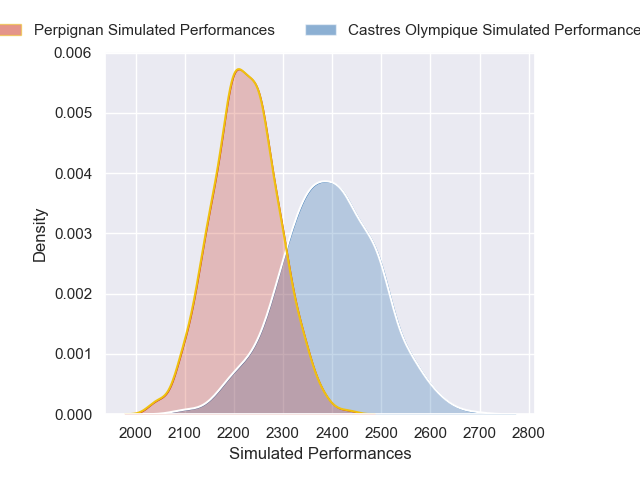 Perpignan Simulated Performances
Castres Olympique Simulated Performance
0.006
0.005
0.004
0.003
0.002
0.001
0.000
Density
2000 2100 2200 2300 2400 2500 2600 2700 2800
Simulated Performances